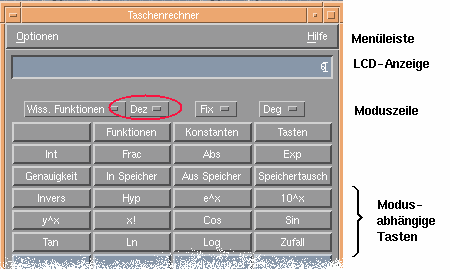 Taschenrechner
Optionen Hilfe Menüleiste
6 LCD-Anzeige
Wiss. Funktionen Dez Fix Deg Moduszeile
Funktionen Konstanten Tasten
Int Frac Abs Exp
Genauigkeit In Speicher Aus Speicher Speichertausch
Invers Hyp e^x 10^x
y^x x! Cos Sin
Tan Ln Log Zufall
Modus-
abhängige
Tasten